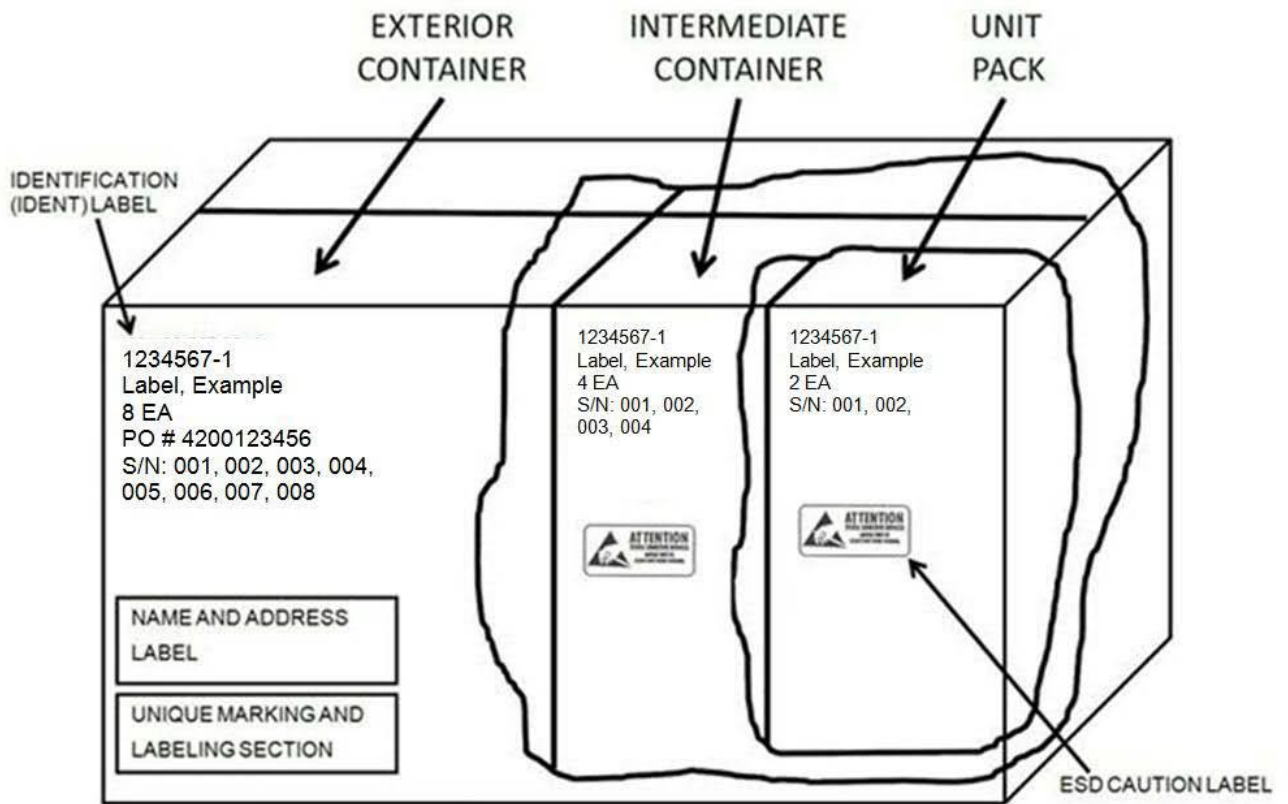 EXTERIOR
CONTAINER
INTERMEDIATE
CONTAINER
UNIT
PACK
IDENTIFICATION
(IDENT) LABEL
1234567-1
Label, Example
8 EA
PO # 4200123456
S/N: 001, 002, 003, 004,
005, 006, 007, 008
NAME AND ADDRESS
LABEL
UNIQUE MARKING AND
LABELING SECTION
1234567-1
Label, Example
4 EA
S/N: 001, 002,
003, 004
ATTENTION
1234567-1
Label, Example
2 EA
S/N: 001, 002,
ATTENTION
ESD CAUTION LABEL